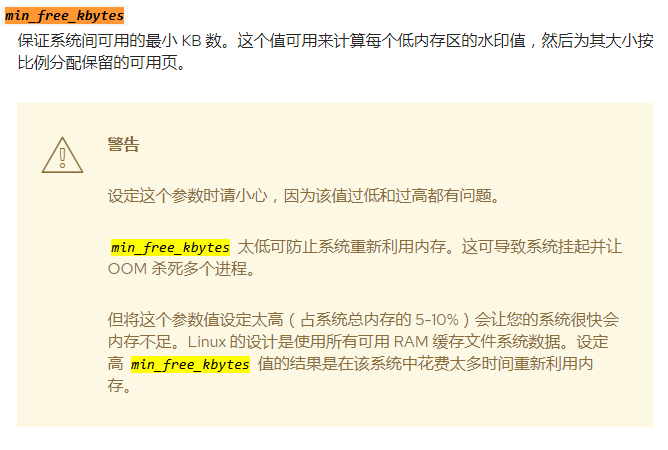 min_free_kbytes
保证系统间可用的最小 KB 数。这个值可用来计算每个低内存区的水印值，然后为其大小按
比例分配保留的可用页。
警告
设定这个参数时请小心，因为该值过低和过高都有问题。
min_free_kbytes 太低可防止系统重新利用内存。这可导致系统挂起并让
OOM 杀死多个进程。
但将这个参数值设定太高（占系统总内存的 5-10%）会让您的系统很快会
内存不足。Linux 的设计是使用所有可用 RAM 缓存文件系统数据。设定
高 min_free_kbytes 值的结果是在该系统中花费太多时间重新利用内
存。